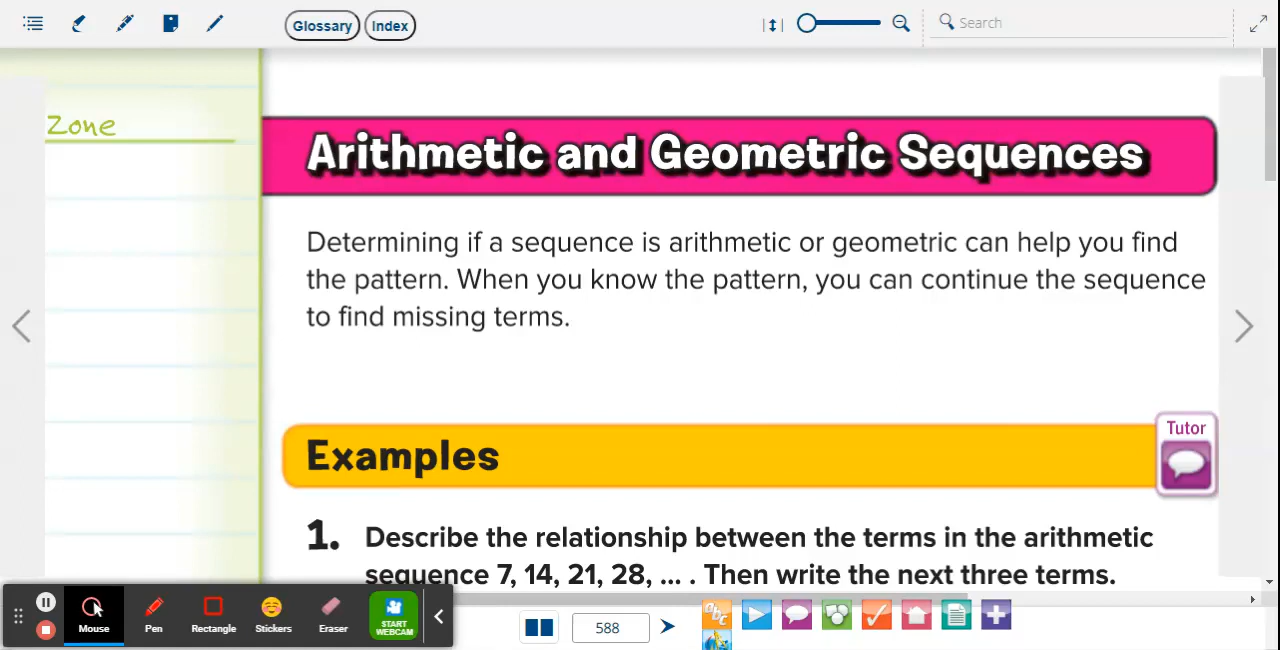 Glossary
Index
Search
Zone
Arithmetic and Geometric Sequences
Determining if a sequence is arithmetic or geometric can help you find
the pattern. When you know the pattern, you can continue the sequence
to find missing terms.
Examples
Tutor
1. Describe the relationship between the terms in the arithmetic
sequence 7, 14, 21, 28, ... . Then write the next three terms.
Mouse
Pen
Rectangle
Stickers
Eraser
START
WEBCAM
588
abc